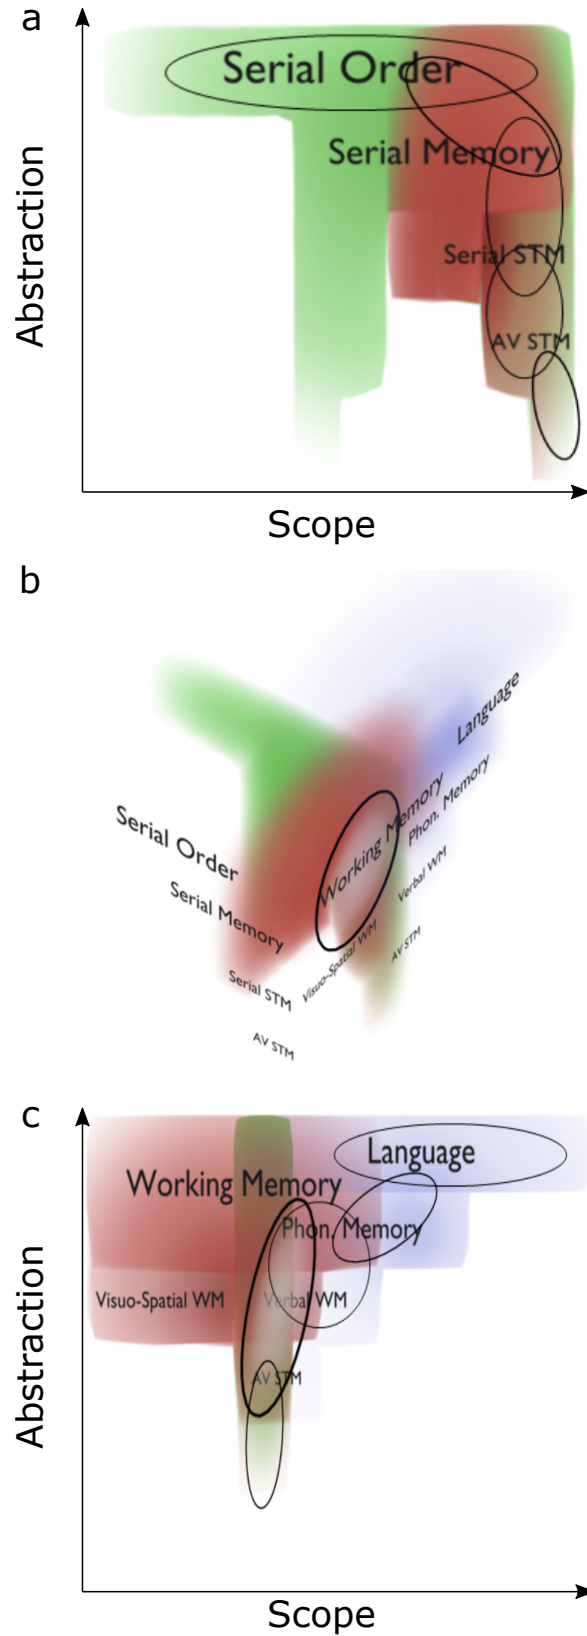 a
Serial Order
Serial Memory
Serial STM
AV STM
Abstraction
Scope
b
Language
Phon. Memory
Working Memory
Verbal WM
Serial Order
Serial Memory
Visuo-Spatial WM
AV STM
Serial STM
AV STM
c
Language
Working Memory
Phon. Memory
Visuo-Spatial WM
Verbal WM
AV STM
Abstraction
Scope